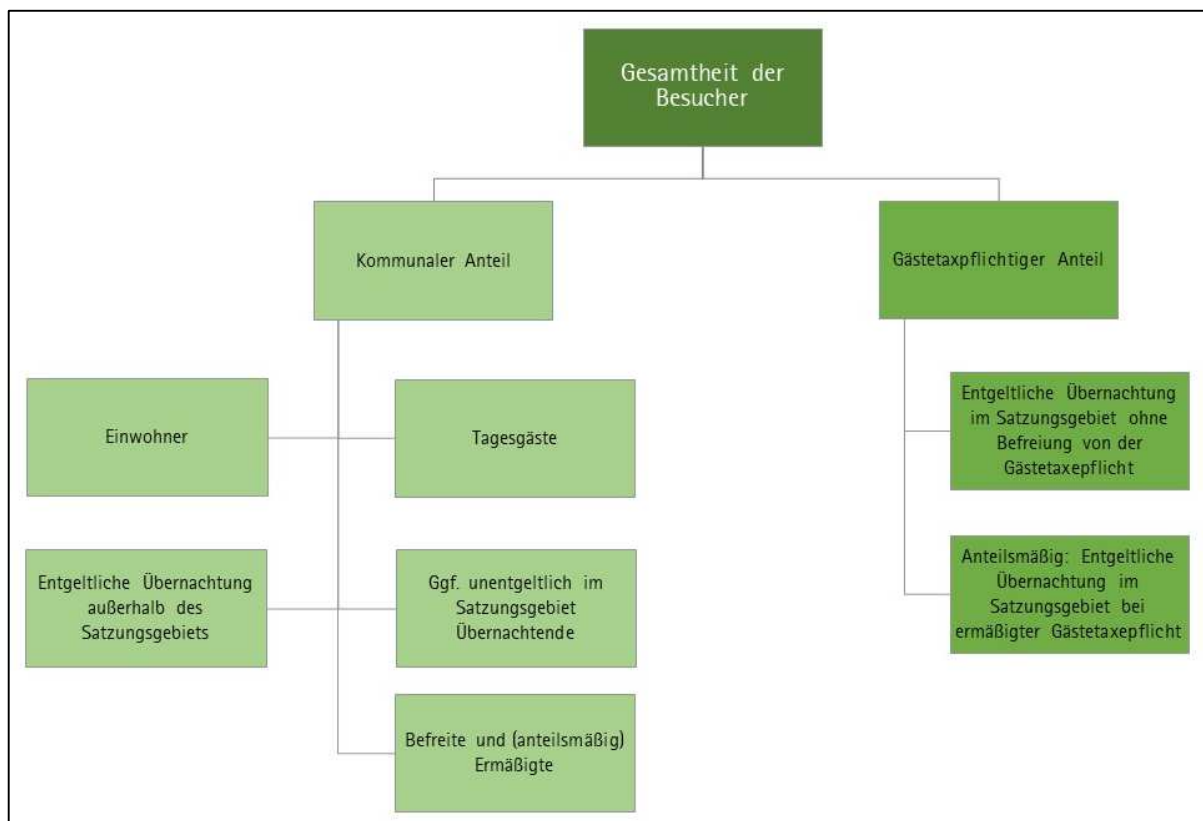 Gesamtheit der
Besucher
Kommunaler Anteil
Gästetaxpflichtiger Anteil
Einwohner
Tagesgäste
Entgeltliche Übernachtung
außerhalb des
Satzungsgebiets
Ggf. unentgeltlich im
Satzungsgebiet
Übernachtende
Befreite und (anteilsmäßig)
Ermäßigte
Entgeltliche Übernachtung
im Satzungsgebiet ohne
Befreiung von der
Gästetaxepflicht
Anteilsmäßig: Entgeltliche
Übernachtung im
Satzungsgebiet bei
ermäßigter Gästetaxepflicht